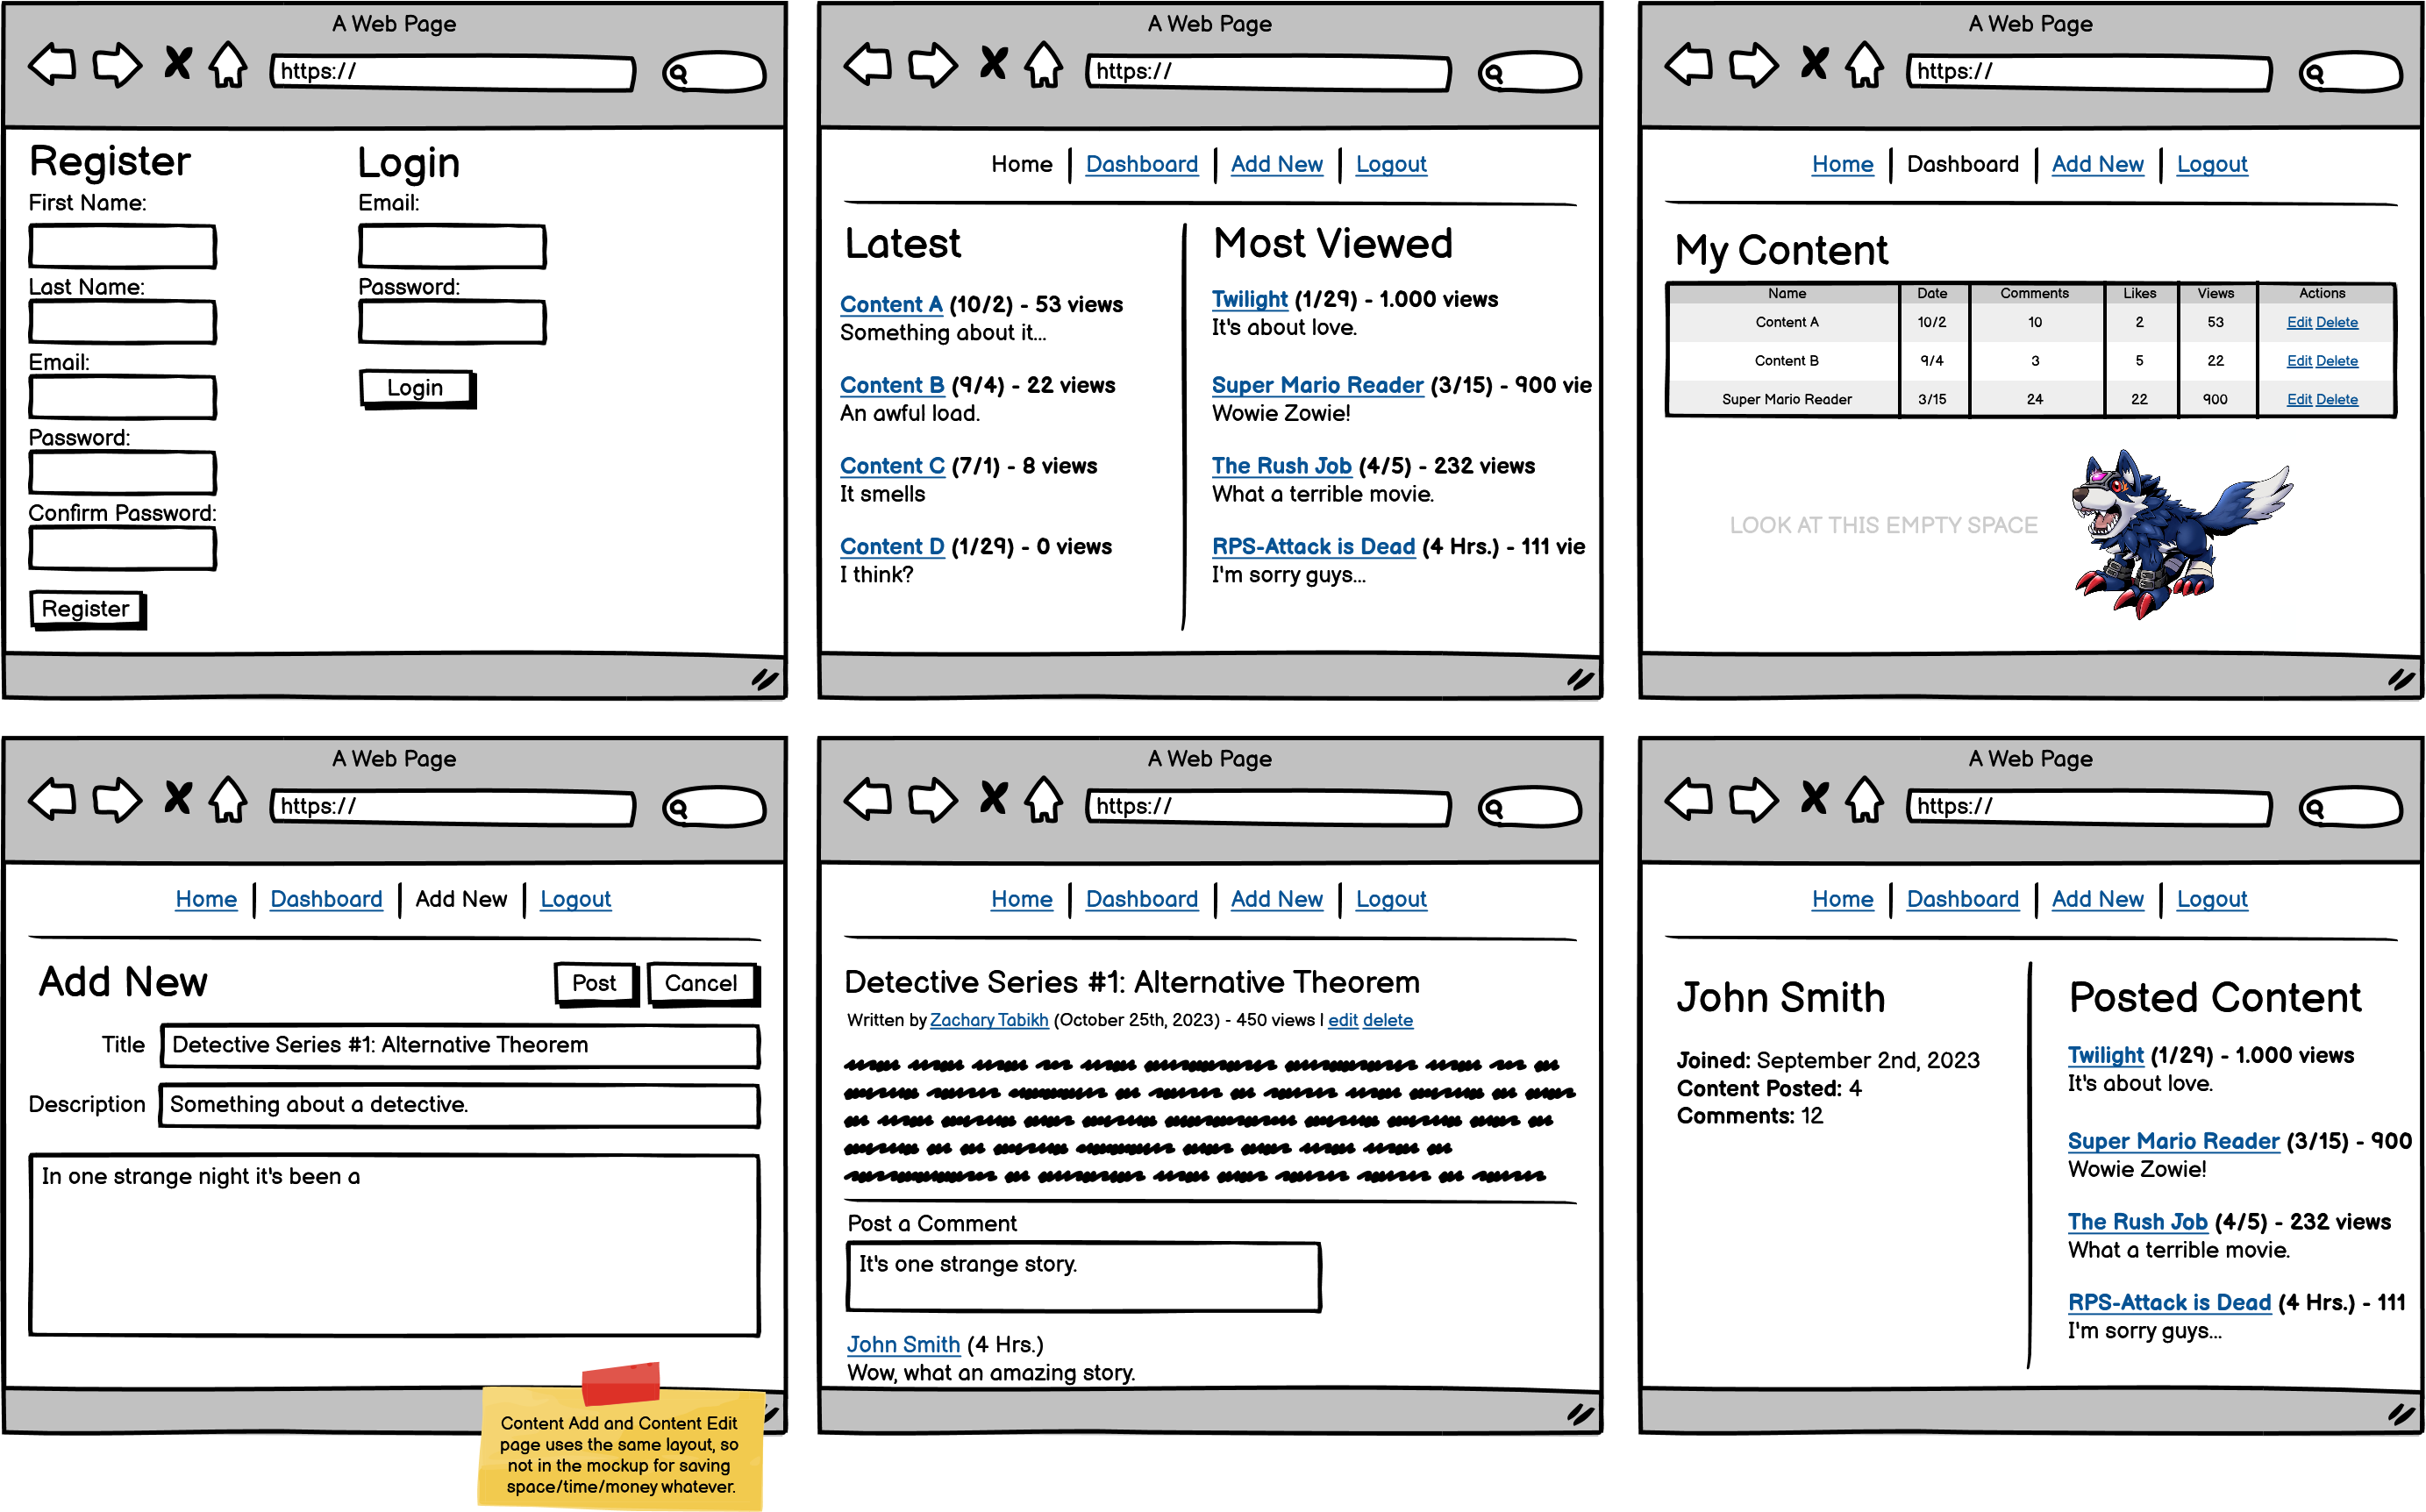 A Web Page
https://
Register
First Name:
Last Name:
Email:
Password:
Confirm Password:
Register
Login
Email:
Password:
Login
A Web Page
https://
Home | Dashboard | Add New | Logout
Latest
Content A (10/2) - 53 views
Something about it...
Content B (9/4) - 22 views
An awful load.
Content C (7/1) - 8 views
It smells
Content D (1/29) - 0 views
I think?
Most Viewed
Twilight (1/29) - 1.000 views
It's about love.
Super Mario Reader (3/15) - 900 vie
Wowie Zowie!
The Rush Job (4/5) - 232 views
What a terrible movie.
RPS-Attack is Dead (4 Hrs.) - 111 vie
I'm sorry guys...
A Web Page
https://
Home | Dashboard | Add New | Logout
My Content
Name Date Comments Likes Views Actions
Content A 10/2 10 2 53 Edit Delete
Content B 9/4 3 5 22 Edit Delete
Super Mario Reader 3/15 24 22 900 Edit Delete
LOOK AT THIS EMPTY SPACE
A Web Page
https://
Home | Dashboard | Add New | Logout
Add New
Post Cancel
Title Detective Series #1: Alternative Theorem
Description Something about a detective.
In one strange night it's been a
Content Add and Content Edit
page uses the same layout, so
not in the mockup for saving
space/time/money whatever.
A Web Page
https://
Home | Dashboard | Add New | Logout
Detective Series #1: Alternative Theorem
Written by Zachary Tabikh (October 25th, 2023) - 450 views | edit delete
Post a Comment
It's one strange story.
John Smith (4 Hrs.)
Wow, what an amazing story.
A Web Page
https://
Home | Dashboard | Add New | Logout
John Smith
Joined: September 2nd, 2023
Content Posted: 4
Comments: 12
Posted Content
Twilight (1/29) - 1.000 views
It's about love.
Super Mario Reader (3/15) - 900
Wowie Zowie!
The Rush Job (4/5) - 232 views
What a terrible movie.
RPS-Attack is Dead (4 Hrs.) - 111
I'm sorry guys...